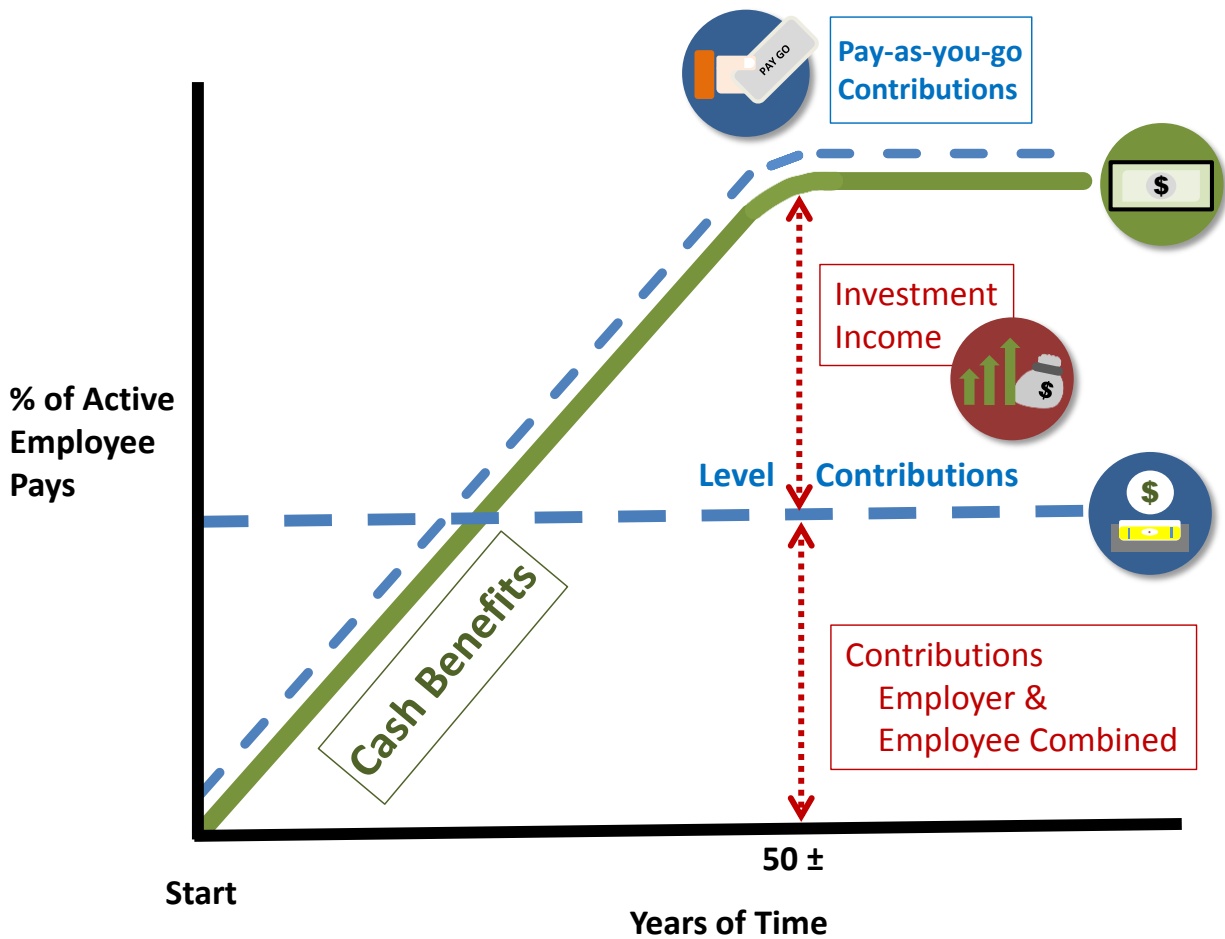 PAY GO
Pay-as-you-go
Contributions
$
Investment
Income
$
% of Active
Employee
Pays
Level Contributions
$
Cash Benefits
Contributions
Employer &
Employee Combined
50 ±
Start
Years of Time